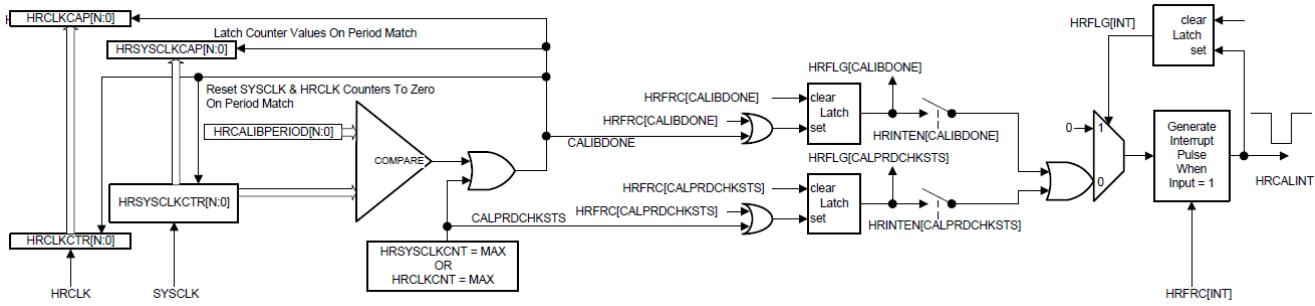 HRCLKCAP[N:0]
Latch Counter Values On Period Match
HRSYSCLKCAP[N:0]
Reset SYSCLK & HRCLK Counters To Zero
On Period Match
HRCALIBPERIOD[N:0]
COMPARE
HRSYSCLKCTR[N:0]
HRCLKCTR[N:0]
HRCLK
SYSCLK
CALPRDCHKSTS
HRSYSCLKCNT = MAX
OR
HRCLKCNT = MAX
CALIBDONE
HRFRC[CALIBDONE]
HRFRC[CALIBDONE]
clear
Latch
set
HRFLG[CALIBDONE]
HRINTEN[CALIBDONE]
HRFRC[CALPRDCHKSTS]
HRFRC[CALPRDCHKSTS]
clear
Latch
set
HRFLG[CALPRDCHKSTS]
HRINTEN[CALPRDCHKSTS]
HRFLG[INT]
clear
Latch
set
0
1
0
Generate
Interrupt
Pulse
When
Input = 1
HRCALINT
HRFRC[INT]